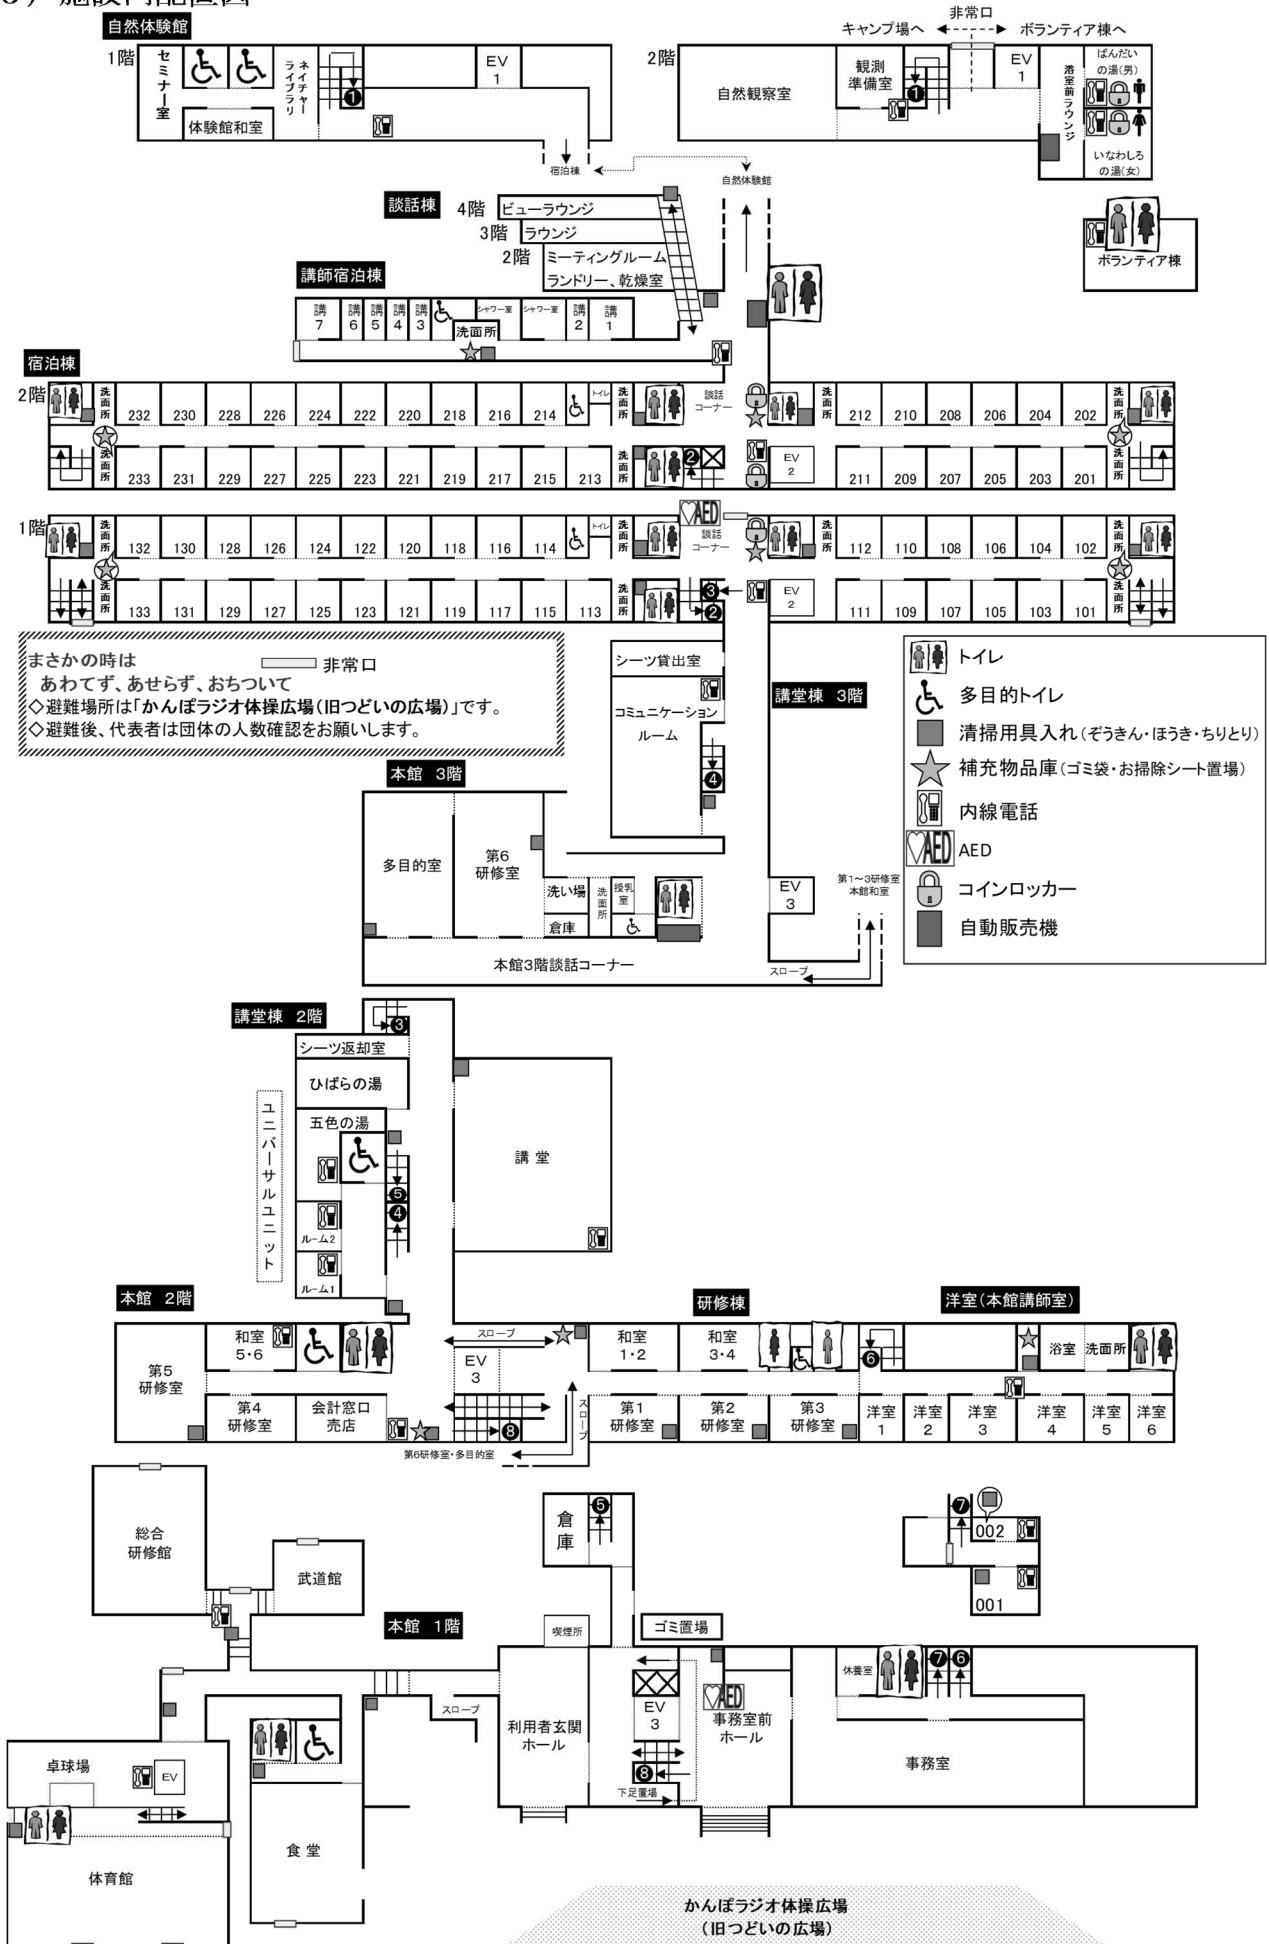 施設内配置図
自然体験館
1階
セミナー室
ネイチャーライブラリ
体験館和室
❶
EV
1
宿泊棟
2階
キャンプ場へ
非常口
ボランティア棟へ
自然観察室
観測
準備室
❶
EV
1
浴室前ラウンジ
ばんだい
の湯(男)
いなわしろ
の湯(女)
自然体験館
ボランティア棟
談話棟
4階
ビューラウンジ
3階
ラウンジ
2階
ミーティングルーム
ランドリー、乾燥室
講師宿泊棟
講7
講6
講5
講4
講3
シャワー室
シャワー室
講2
講1
洗面所
宿泊棟
2階
洗面所
232 230 228 226 224 222 220 218 216 214
トイレ
洗面所
談話
コーナー
洗面所
212 210 208 206 204 202
洗面所
洗面所
233 231 229 227 225 223 221 219 217 215 213
洗面所
❷
EV
2
211 209 207 205 203 201
洗面所
1階
洗面所
132 130 128 126 124 122 120 118 116 114
トイレ
洗面所
AED
談話
コーナー
洗面所
112 110 108 106 104 102
洗面所
洗面所
133 131 129 127 125 123 121 119 117 115 113
洗面所
❸
❷
EV
2
111 109 107 105 103 101
洗面所
まさかの時は
非常口
あわてず、あせらず、おちついて
◇避難場所は「かんぽラジオ体操広場(旧つどいの広場)」です。
◇避難後、代表者は団体の人数確認をお願いします。
トイレ
多目的トイレ
清掃用具入れ(ぞうきん・ほうき・ちりとり)
補充物品庫(ゴミ袋・お掃除シート置場)
内線電話
AED AED
コインロッカー
自動販売機
講堂棟 3階
シーツ貸出室
コミュニケーション
ルーム
❹
本館 3階
多目的室
第6
研修室
洗い場
倉庫
洗面所
授乳
室
EV
3
第1～3研修室
本館和室
スロープ
本館3階談話コーナー
講堂棟 2階
❸
シーツ返却室
ひばらの湯
五色の湯
ユニバーサルユニット
❺
❹
ルーム2
ルーム1
講 堂
本館 2階
研修棟
洋室(本館講師室)
第5
研修室
和室
5・6
スロープ
EV
3
和室
1・2
和室
3・4
❻
浴室
洗面所
第4
研修室
会計窓口
売店
❽
スロープ
第6研修室・多目的室
第1
研修室
第2
研修室
第3
研修室
洋室
1
洋室
2
洋室
3
洋室
4
洋室
5
洋室
6
総合
研修館
武道館
倉庫
❺
❼
002
001
本館 1階
喫煙所
ゴミ置場
スロープ
利用者玄関
ホール
EV
3
❽
下足置場
AED
事務室前
ホール
休養室
❼
❻
事務室
卓球場
EV
体育館
食 堂
かんぽラジオ体操広場
(旧つどいの広場)